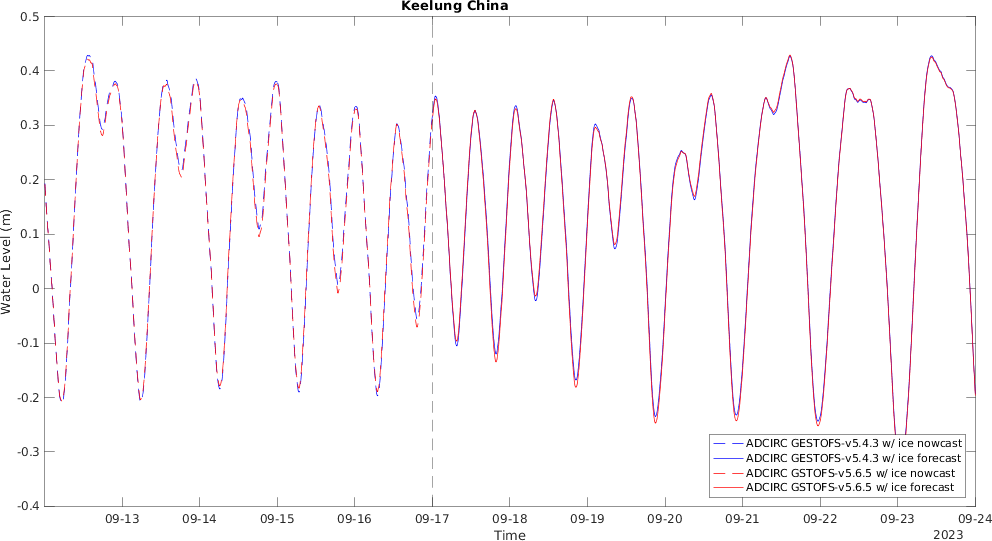 Keelung China
0.5
0.4
0.3
0.2
0.1
0
-0.1
-0.2
-0.3
-0.4
Water Level (m)
ADCIRC GESTOFS-v5.4.3 w/ ice nowcast
ADCIRC GESTOFS-v5.4.3 w/ ice forecast
ADCIRC GSTOFS-v5.6.5 w/ ice nowcast
ADCIRC GSTOFS-v5.6.5 w/ ice forecast
09-13 09-14 09-15 09-16 09-17 09-18 09-19 09-20 09-21 09-22 09-23 09-24
Time
2023